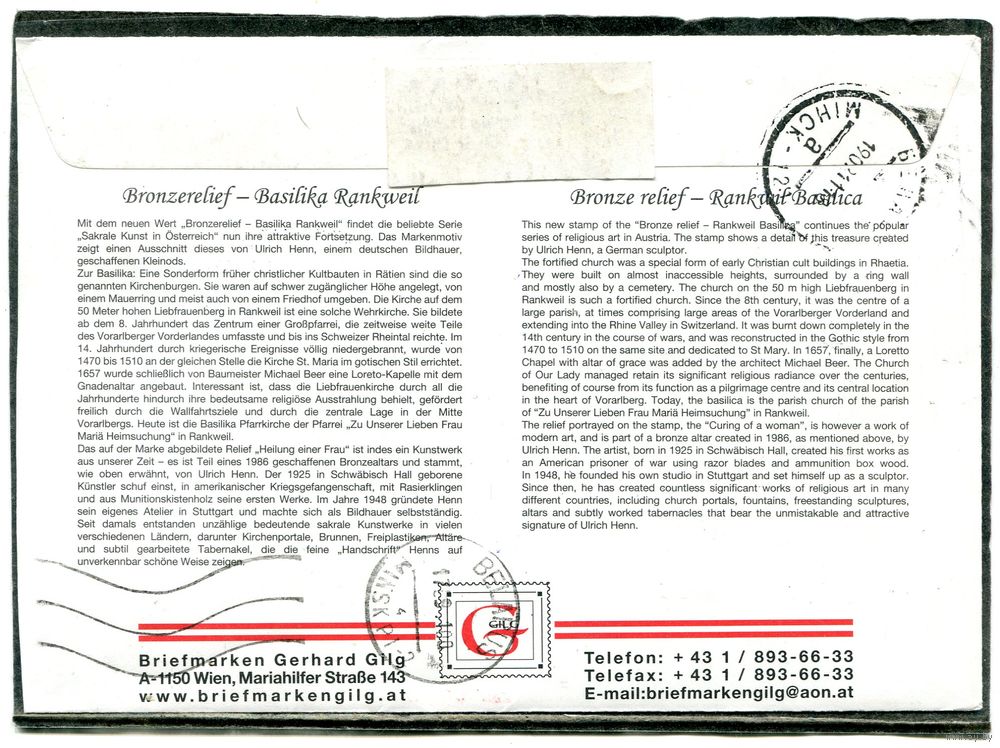 МІНСК - 12
a
Bronzerelief – Basilika Rankweil
Mit dem neuen Wert „Bronzerelief – Basilika Rankweil“ findet die beliebte Serie
„Sakrale Kunst in Österreich“ nun ihre attraktive Fortsetzung. Das Markenmotiv
zeigt einen Ausschnitt dieses von Ulrich Henn, einem deutschen Bildhauer,
geschaffenen Kleinods.
Zur Basilika: Eine Sonderform früher christlicher Kultbauten in Rätien sind die so
genannten Kirchenburgen. Sie waren auf schwer zugänglicher Höhe angelegt, von
einem Mauerring und meist auch von einem Friedhof umgeben. Die Kirche auf dem
50 Meter hohen Liebfrauenberg in Rankweil ist eine solche Wehrkirche. Sie bildete
ab dem 8. Jahrhundert das Zentrum einer Großpfarrei, die zeitweise weite Teile
des Vorarlberger Vorderlandes umfasste und bis ins Schweizer Rheintal reichte. Im
14. Jahrhundert durch kriegerische Ereignisse völlig niedergebrannt, wurde von
1470 bis 1510 an der gleichen Stelle die Kirche St. Maria im gotischen Stil errichtet.
1657 wurde schließlich von Baumeister Michael Beer eine Loreto-Kapelle mit dem
Gnadenaltar angebaut. Interessant ist, dass die Liebfrauenkirche durch all die
Jahrhunderte hindurch ihre bedeutsame religiöse Ausstrahlung behielt, gefördert
freilich durch die Wallfahrtsziele und durch die zentrale Lage in der Mitte
Vorarlbergs. Heute ist die Basilika Pfarrkirche der Pfarrei „Zu Unserer Lieben Frau
Mariä Heimsuchung“ in Rankweil.
Das auf der Marke abgebildete Relief „Heilung einer Frau“ ist indes ein Kunstwerk
aus unserer Zeit – es ist Teil eines 1986 geschaffenen Bronzealtars und stammt,
wie oben erwähnt, von Ulrich Henn. Der 1925 in Schwäbisch Hall geborene
Künstler schuf einst, in amerikanischer Kriegsgefangenschaft, mit Rasierklingen
und aus Munitionskistenholz seine ersten Werke. Im Jahre 1948 gründete Henn
sein eigenes Atelier in Stuttgart und machte sich als Bildhauer selbstständig.
Seit damals entstanden unzählige bedeutende sakrale Kunstwerke in vielen
verschiedenen Ländern, darunter Kirchenportale, Brunnen, Freiplastiken, Altäre
und subtil gearbeitete Tabernakel, die die feine „Handschrift“ Henns auf
unverkennbar schöne Weise zeigen.
Bronze relief – Rankweil Basilica
This new stamp of the “Bronze relief – Rankweil Basilica” continues the popular
series of religious art in Austria. The stamp shows a detail of this treasure created
by Ulrich Henn, a German sculptor.
The fortified church was a special form of early Christian cult buildings in Rhaetia.
They were built on almost inaccessible heights, surrounded by a ring wall
and mostly also by a cemetery. The church on the 50 m high Liebfrauenberg in
Rankweil is such a fortified church. Since the 8th century, it was the centre of a
large parish, at times comprising large areas of the Vorarlberger Vorderland and
extending into the Rhine Valley in Switzerland. It was burnt down completely in the
14th century in the course of wars, and was reconstructed in the Gothic style from
1470 to 1510 on the same site and dedicated to St Mary. In 1657, finally, a Loretto
Chapel with altar of grace was added by the architect Michael Beer. The Church
of Our Lady managed retain its significant religious radiance over the centuries,
benefiting of course from its function as a pilgrimage centre and its central location
in the heart of Vorarlberg. Today, the basilica is the parish church of the parish
of “Zu Unserer Lieben Frau Mariä Heimsuchung” in Rankweil.
The relief portrayed on the stamp, the “Curing of a woman”, is however a work of
modern art, and is part of a bronze altar created in 1986, as mentioned above, by
Ulrich Henn. The artist, born in 1925 in Schwäbisch Hall, created his first works as
an American prisoner of war using razor blades and ammunition box wood.
In 1948, he founded his own studio in Stuttgart and set himself up as a sculptor.
Since then, he has created countless significant works of religious art in many
different countries, including church portals, fountains, freestanding sculptures,
altars and subtly worked tabernacles that bear the unmistakable and attractive
signature of Ulrich Henn.
BELARUS
MINSK PI
GILG
Briefmarken Gerhard Gilg
A-1150 Wien, Mariahilfer Straße 143
www.briefmarkengilg.at
Telefon: + 43 1 / 893-66-33
Telefax: + 43 1 / 893-66-33
E-mail:briefmarkengilg@aon.at